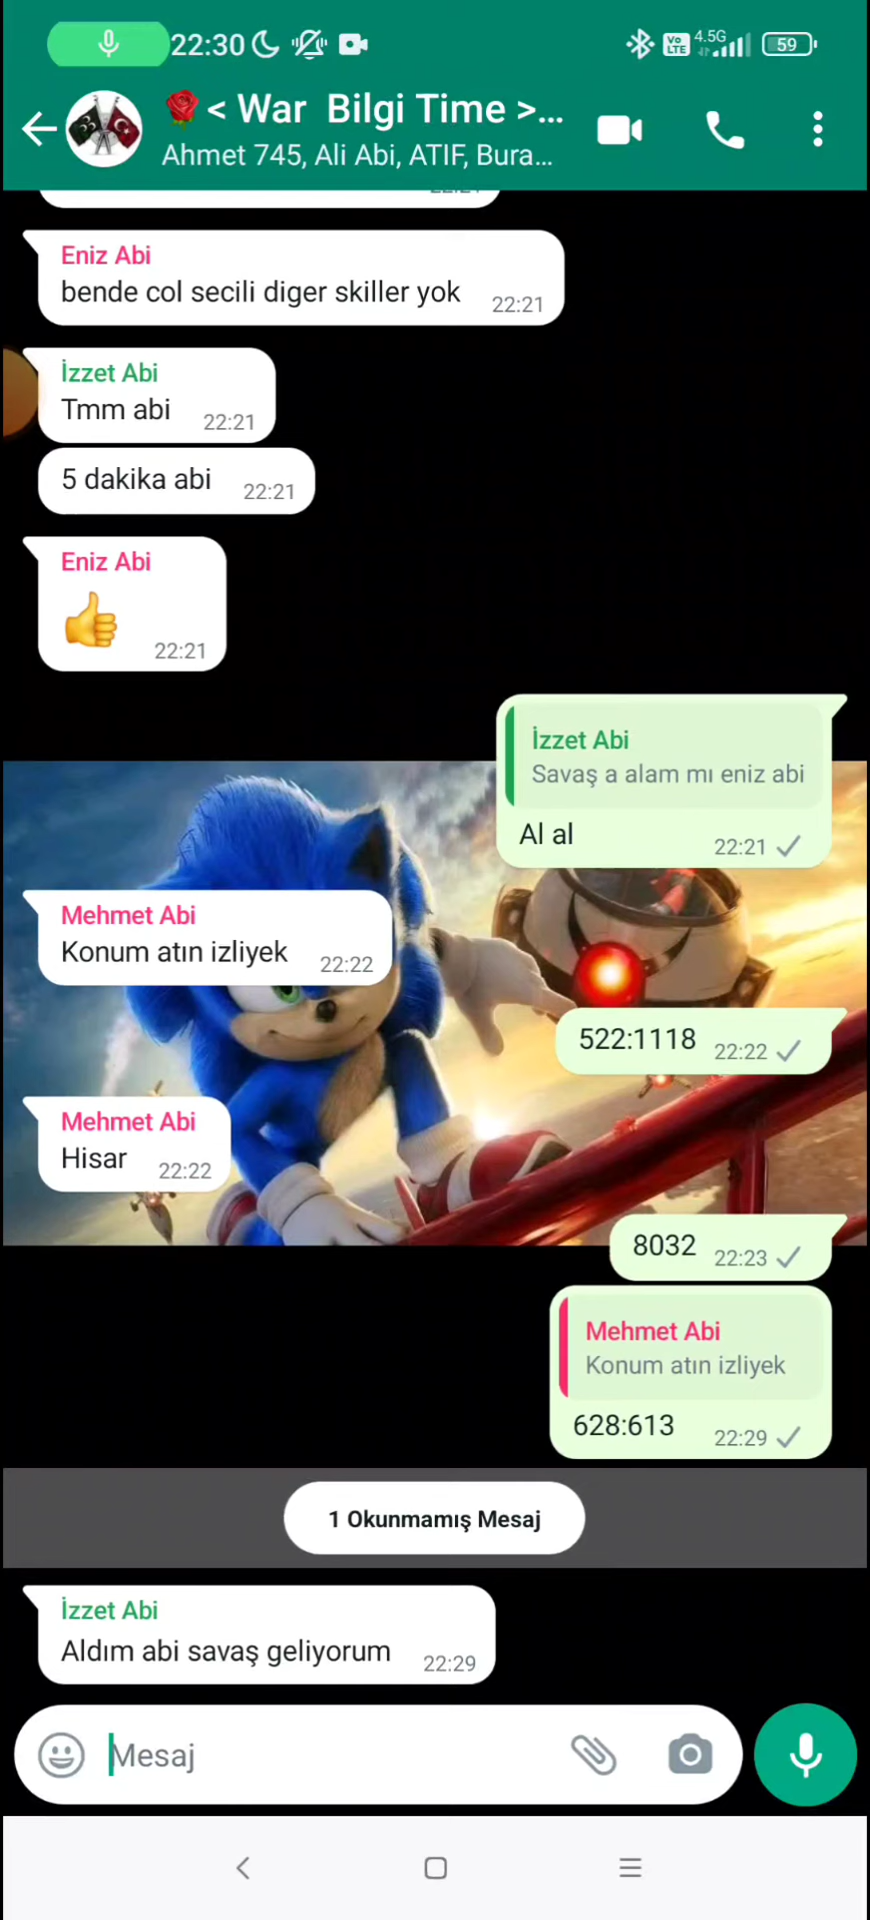 22:30
Vo LTE 4.5G 59
< War Bilgi Time >...
Ahmet 745, Ali Abi, ATIF, Bura...
Eniz Abi
bende col secili diger skiller yok 22:21
İzzet Abi
Tmm abi 22:21
5 dakika abi 22:21
Eniz Abi
22:21
İzzet Abi
Savaş a alam mı eniz abi
Al al 22:21
Mehmet Abi
Konum atın izliyek 22:22
522:1118 22:22
Mehmet Abi
Hisar 22:22
8032 22:23
Mehmet Abi
Konum atın izliyek
628:613 22:29
1 Okunmamış Mesaj
İzzet Abi
Aldım abi savaş geliyorum 22:29
Mesaj